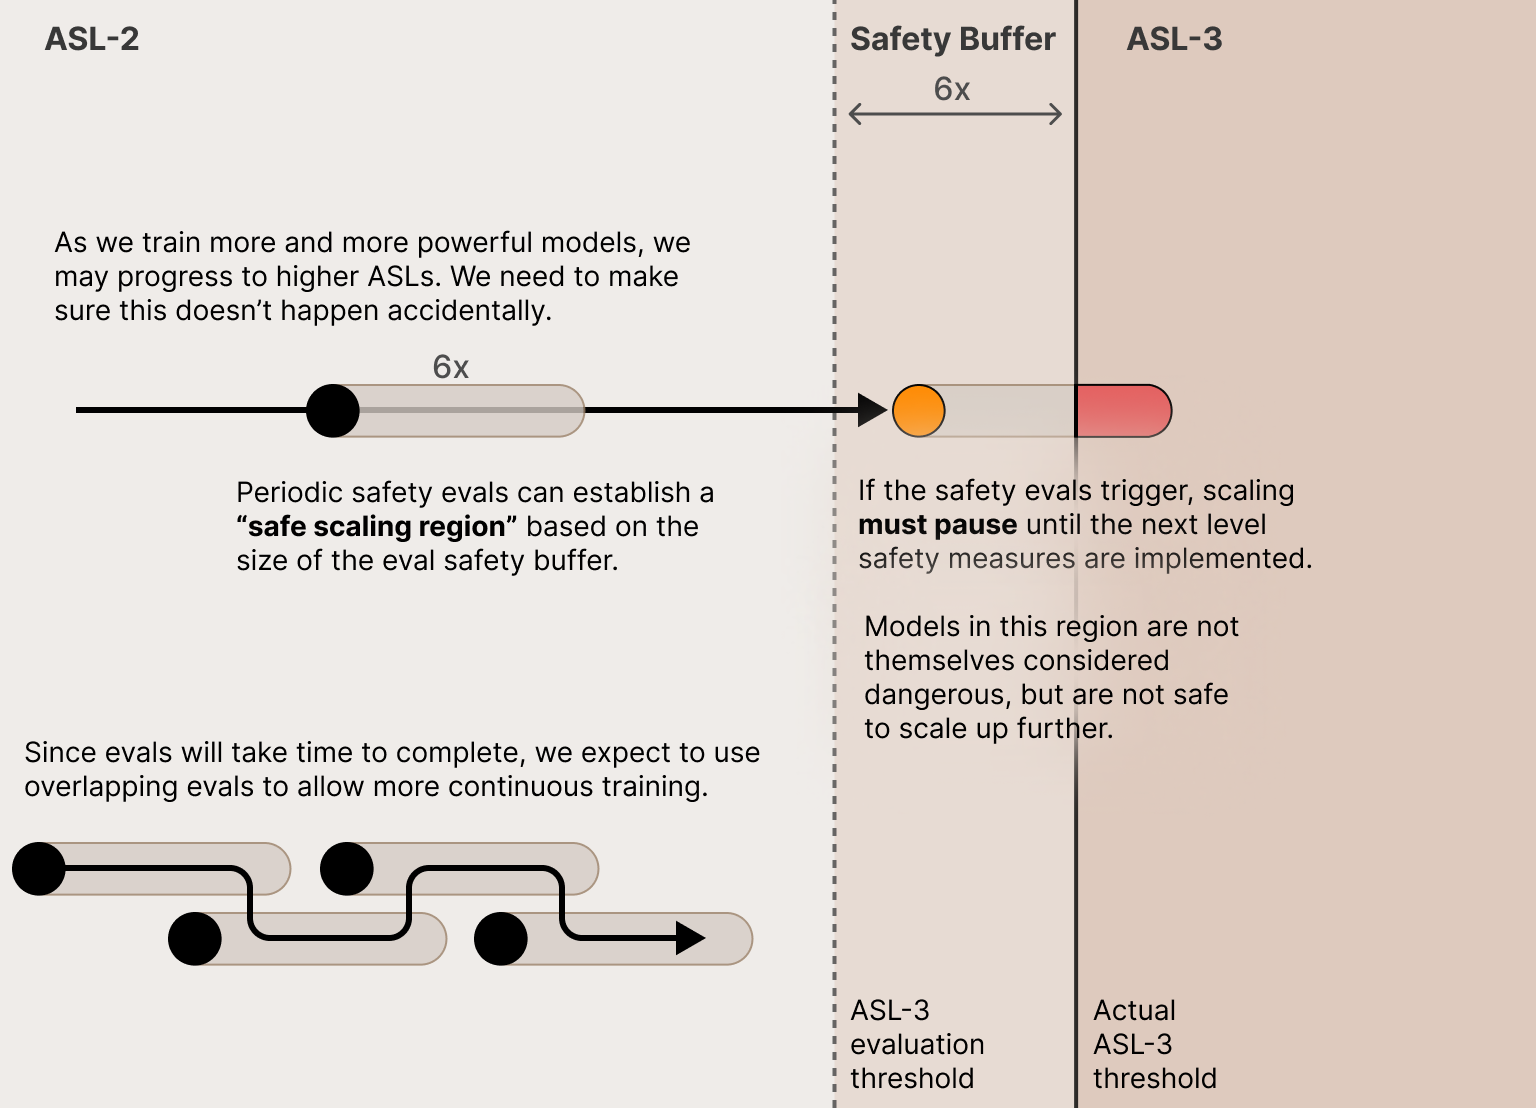 ASL-2
Safety Buffer
ASL-3
6x
As we train more and more powerful models, we
may progress to higher ASLs. We need to make
sure this doesn’t happen accidentally.
6x
Periodic safety evals can establish a
“safe scaling region” based on the
size of the eval safety buffer.
If the safety evals trigger, scaling
must pause until the next level
safety measures are implemented.
Models in this region are not
themselves considered
dangerous, but are not safe
to scale up further.
Since evals will take time to complete, we expect to use
overlapping evals to allow more continuous training.
ASL-3
evaluation
threshold
Actual
ASL-3
threshold